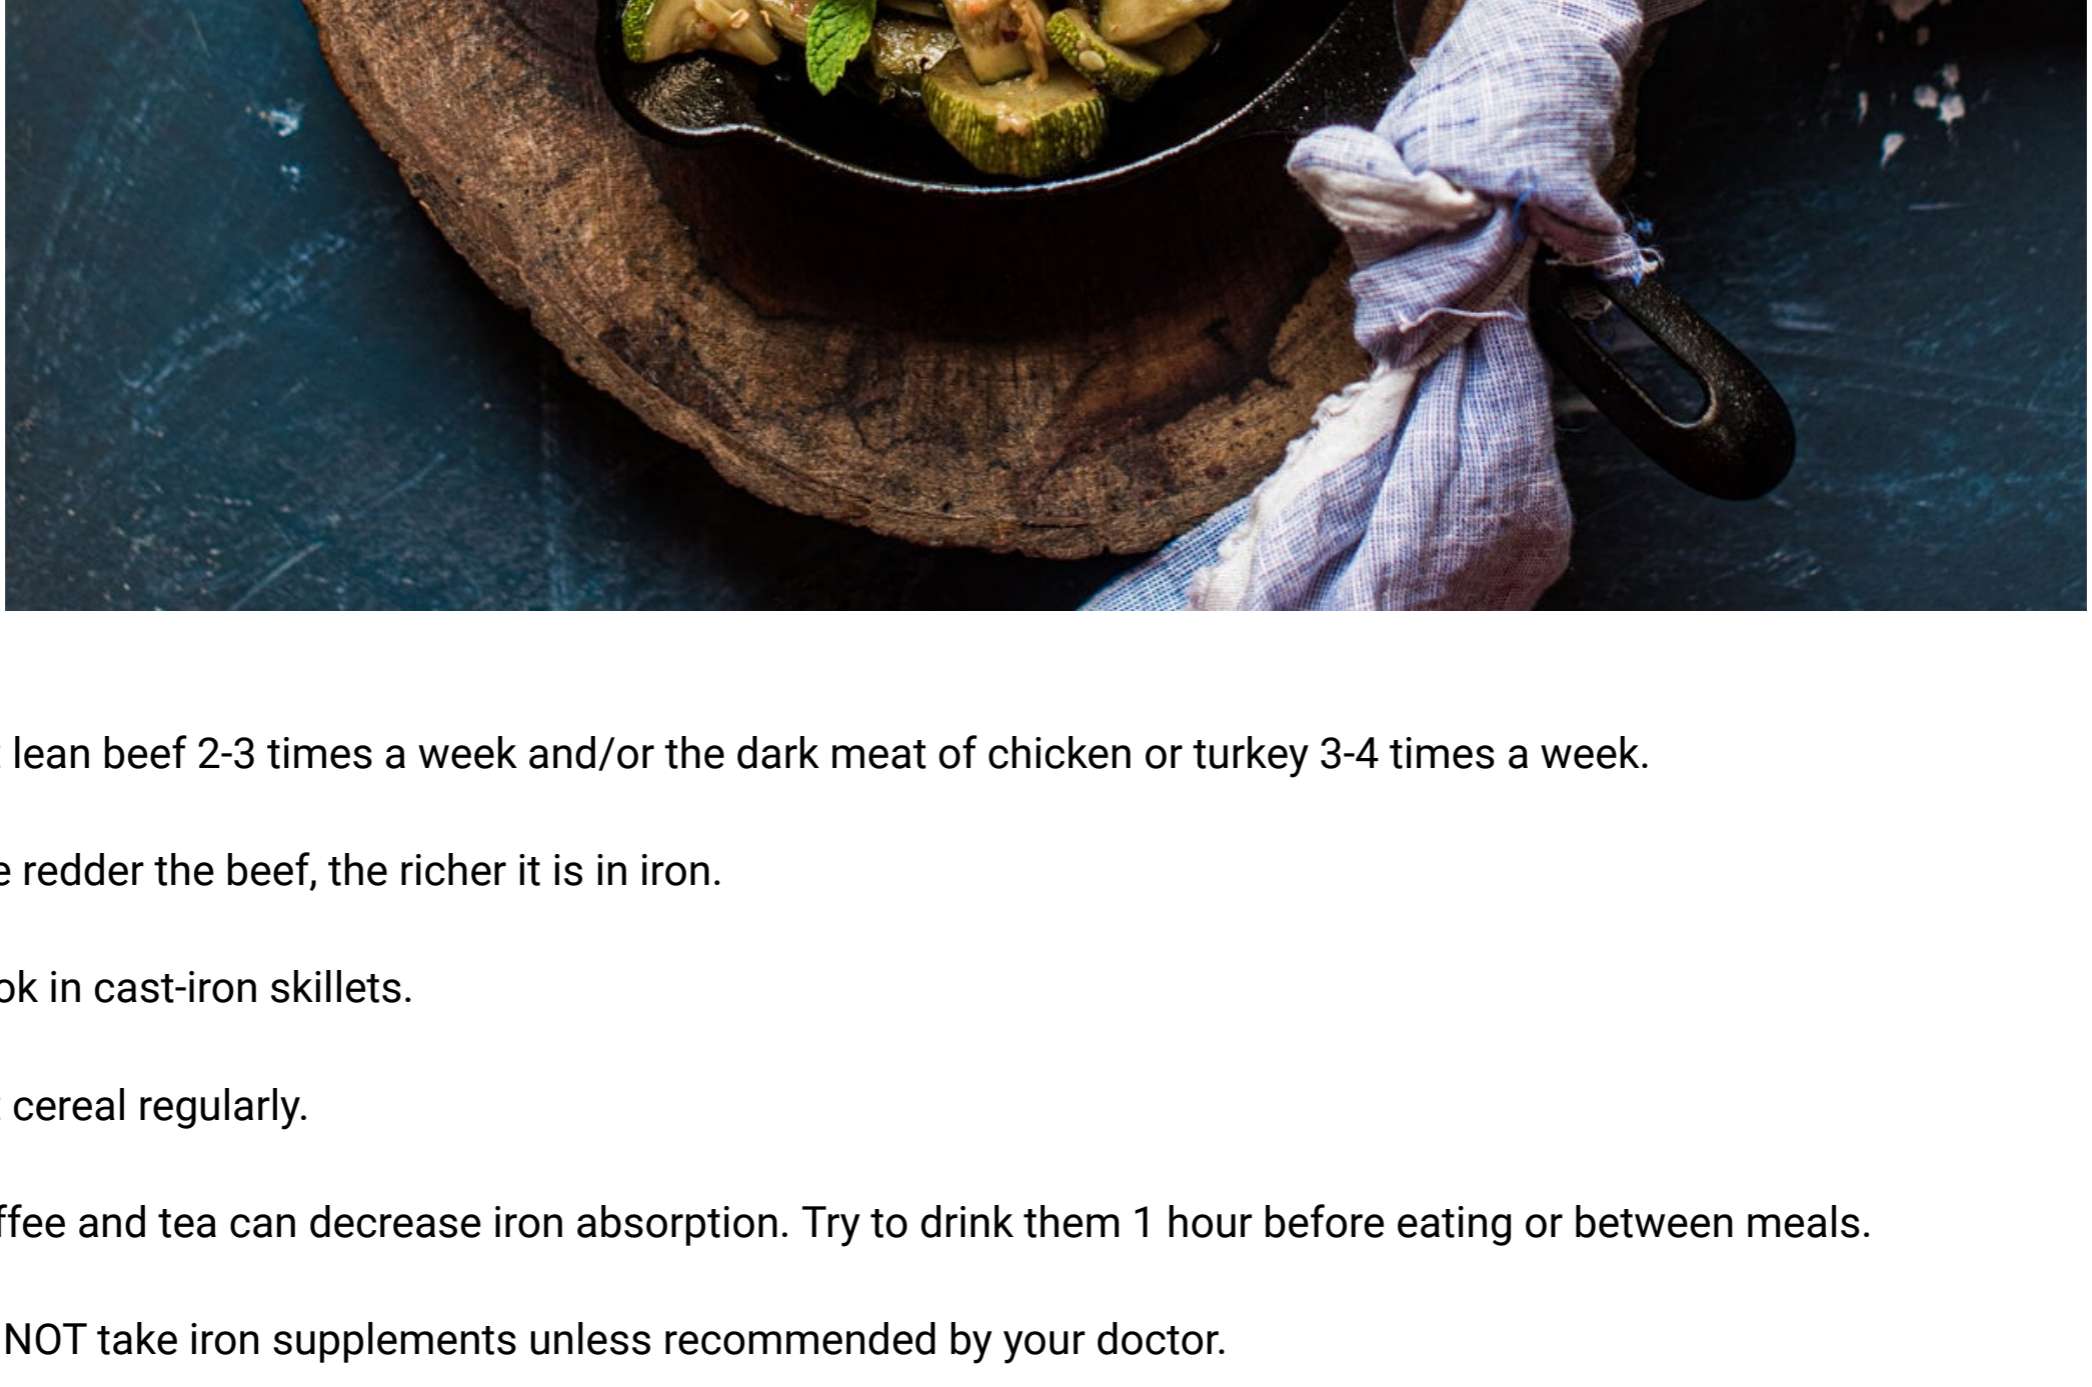 lean beef 2-3 times a week and/or the dark meat of chicken or turkey 3-4 times a week.
redder the beef, the richer it is in iron.
in cast-iron skillets.
cereal regularly.
and tea can decrease iron absorption. Try to drink them 1 hour before eating or between meals.
NOT take iron supplements unless recommended by your doctor.